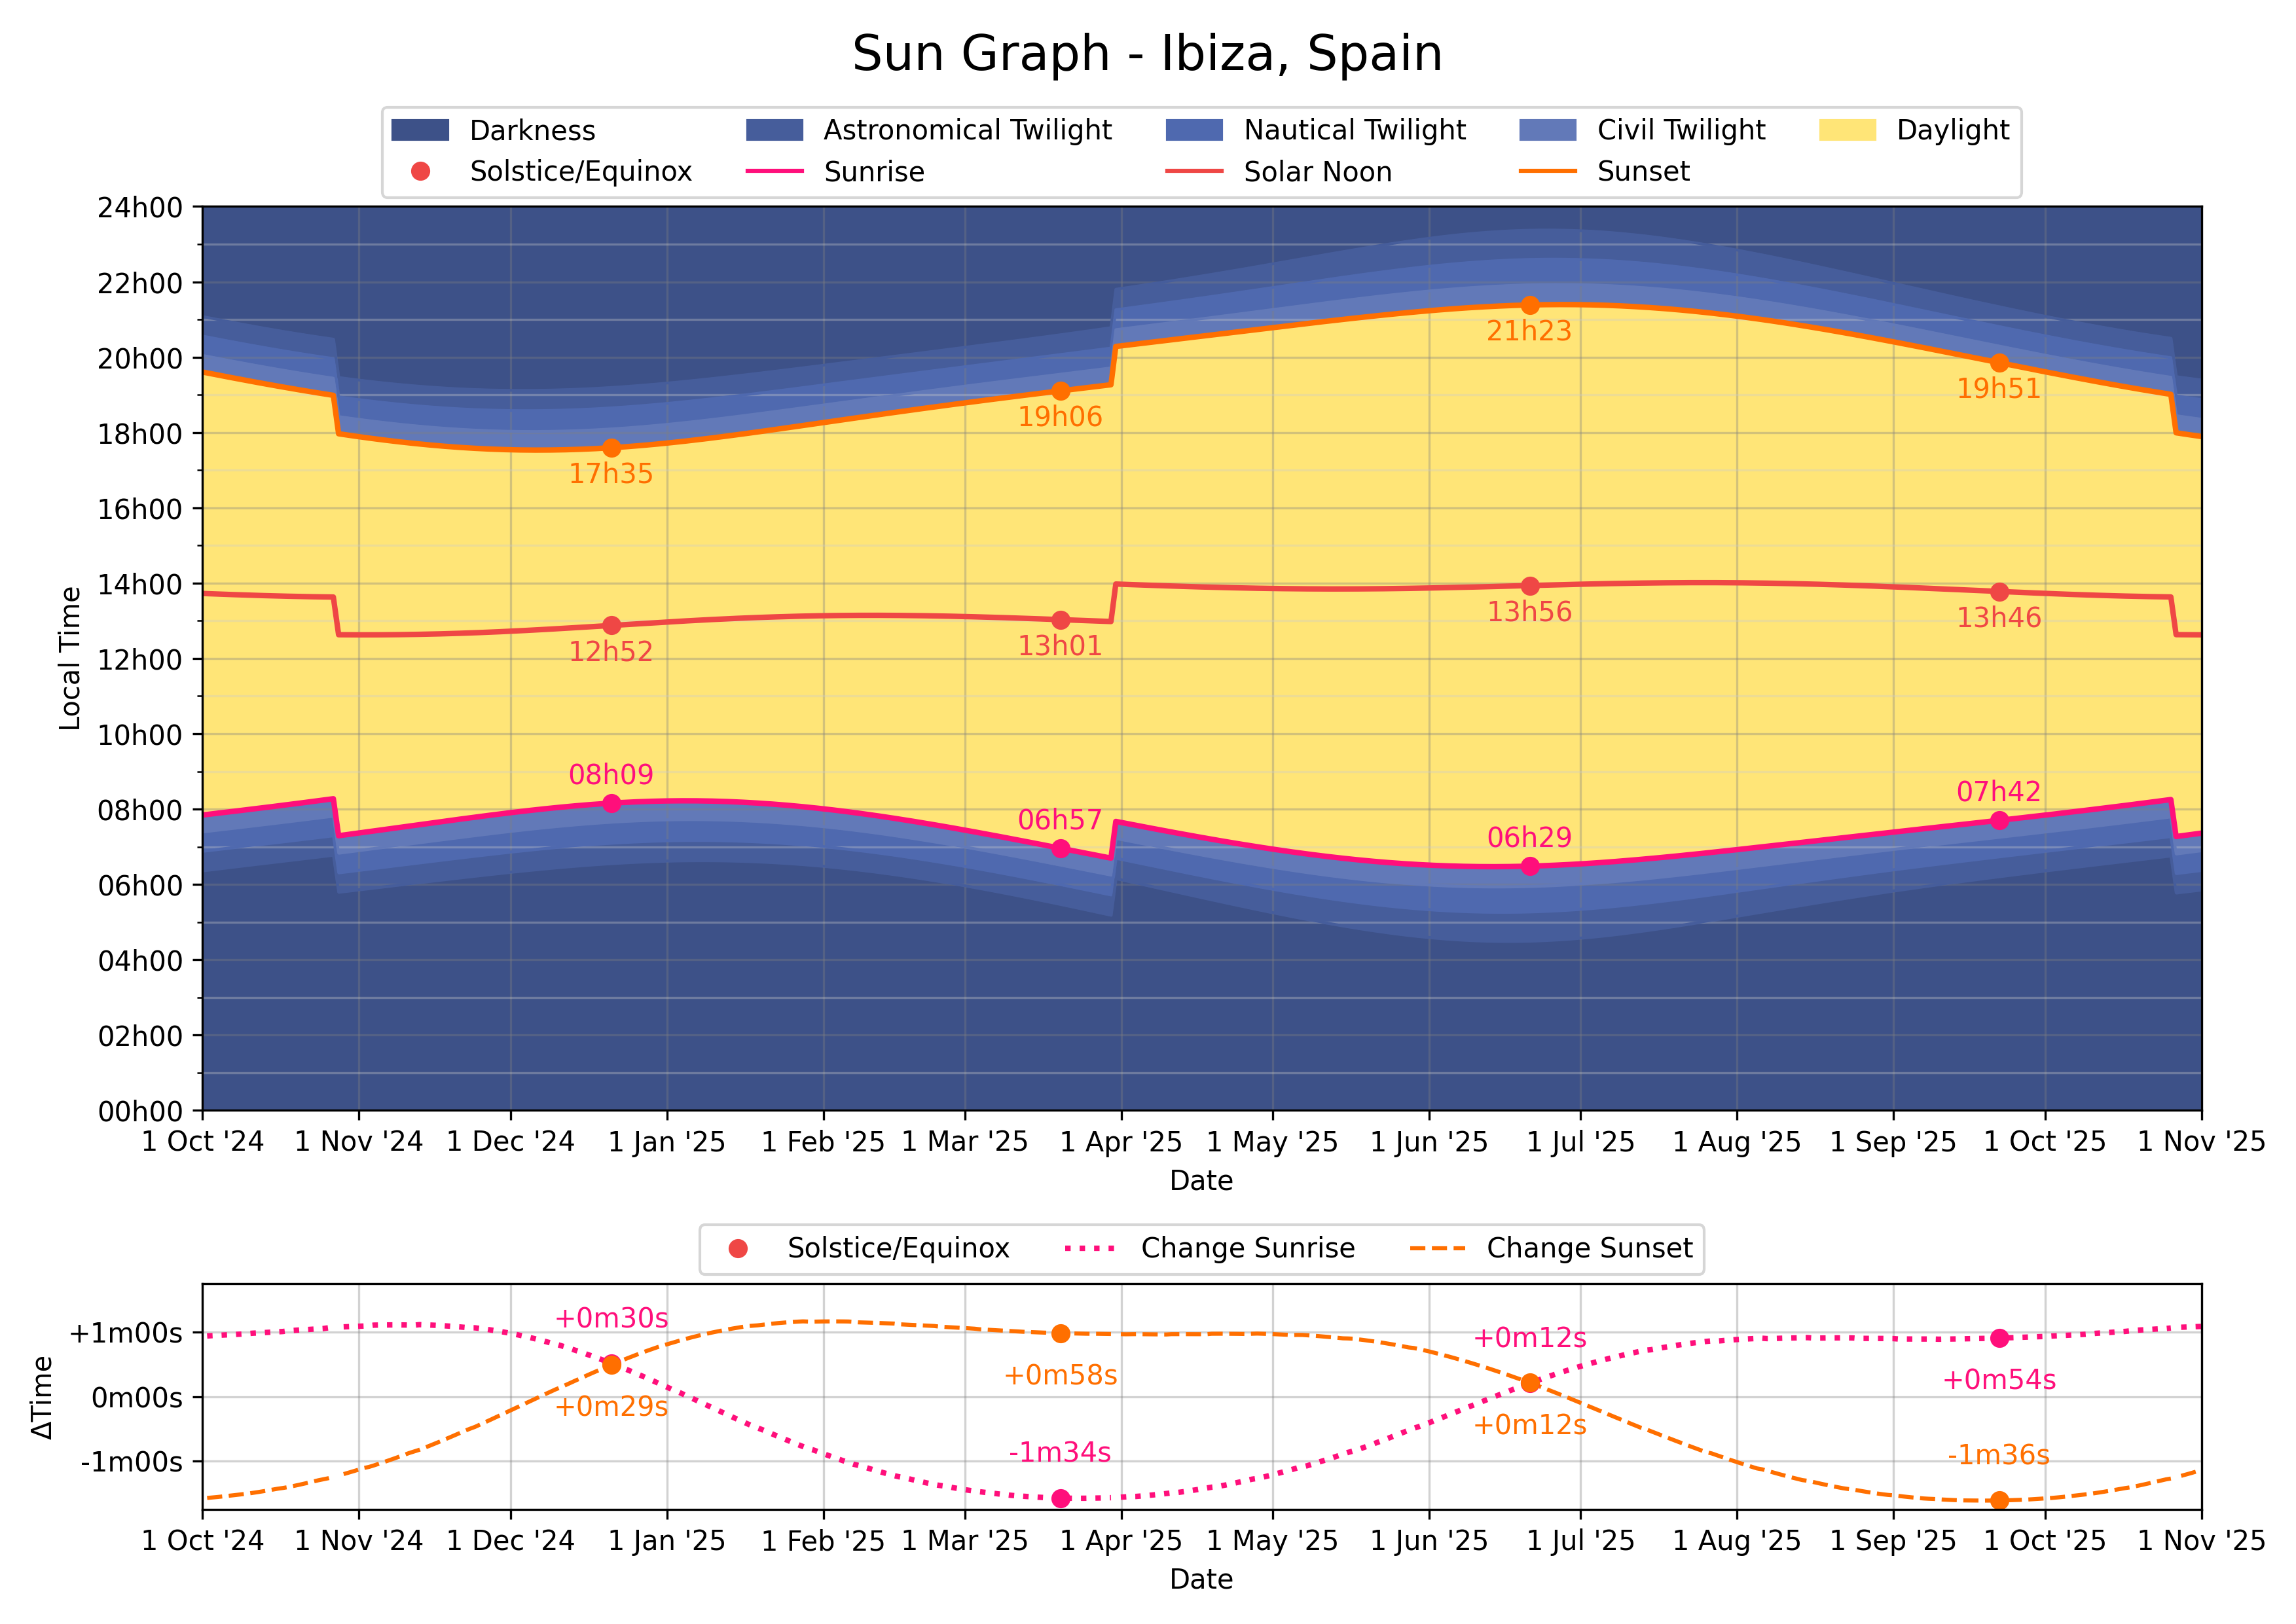 Sun Graph - Ibiza, Spain
Darkness Astronomical Twilight Nautical Twilight Civil Twilight Daylight
Solstice/Equinox Sunrise Solar Noon Sunset
24h00
22h00
20h00
18h00
16h00
14h00
12h00
10h00
08h00
06h00
04h00
02h00
00h00
Local Time
21h23
19h51
19h06
17h35
13h56
13h46
13h01
12h52
08h09
07h42
06h57
06h29
1 Oct '24 1 Nov '24 1 Dec '24 1 Jan '25 1 Feb '25 1 Mar '25 1 Apr '25 1 May '25 1 Jun '25 1 Jul '25 1 Aug '25 1 Sep '25 1 Oct '25 1 Nov '25
Date
Solstice/Equinox Change Sunrise Change Sunset
+1m00s
0m00s
-1m00s
ΔTime
+0m30s
+0m29s
+0m58s
-1m34s
+0m12s
+0m12s
+0m54s
-1m36s
1 Oct '24 1 Nov '24 1 Dec '24 1 Jan '25 1 Feb '25 1 Mar '25 1 Apr '25 1 May '25 1 Jun '25 1 Jul '25 1 Aug '25 1 Sep '25 1 Oct '25 1 Nov '25
Date